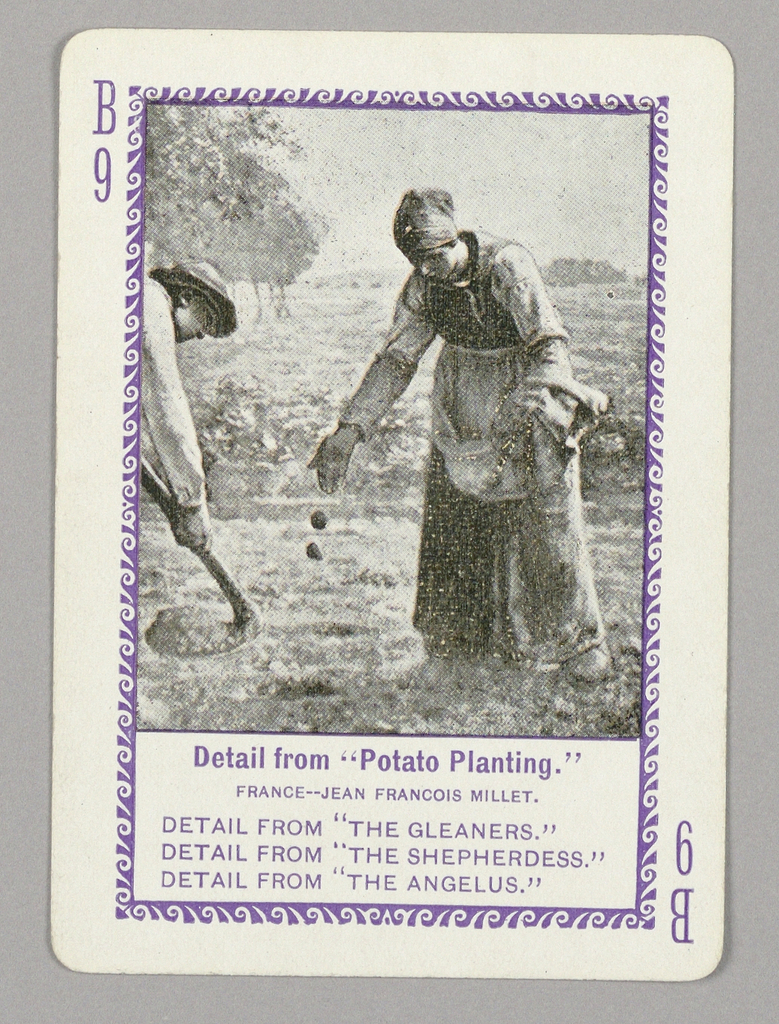 B
9
Detail from "Potato Planting."
FRANCE--JEAN FRANCOIS MILLET.
DETAIL FROM "THE GLEANERS."
DETAIL FROM "THE SHEPHERDESS."
DETAIL FROM "THE ANGELUS."
B
9